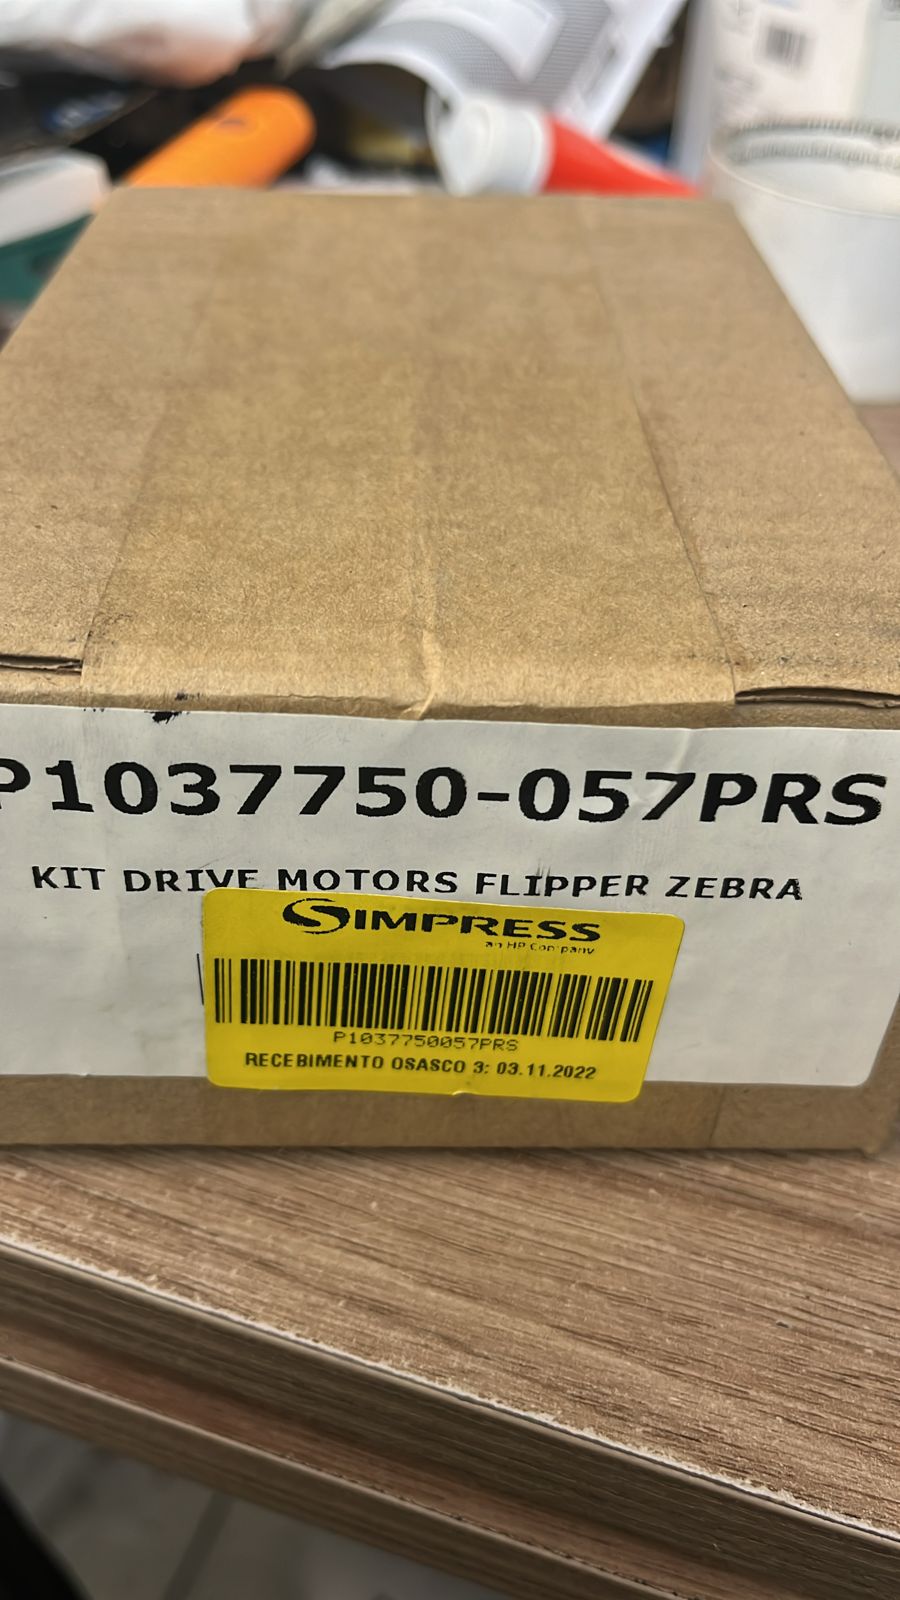 P1037750-057PRS
KIT DRIVE MOTORS FLIPPER ZEBRA
SIMPRESS
an HP Company
P1037750057PRS
RECEBIMENTO OSASCO 3: 03.11.2022